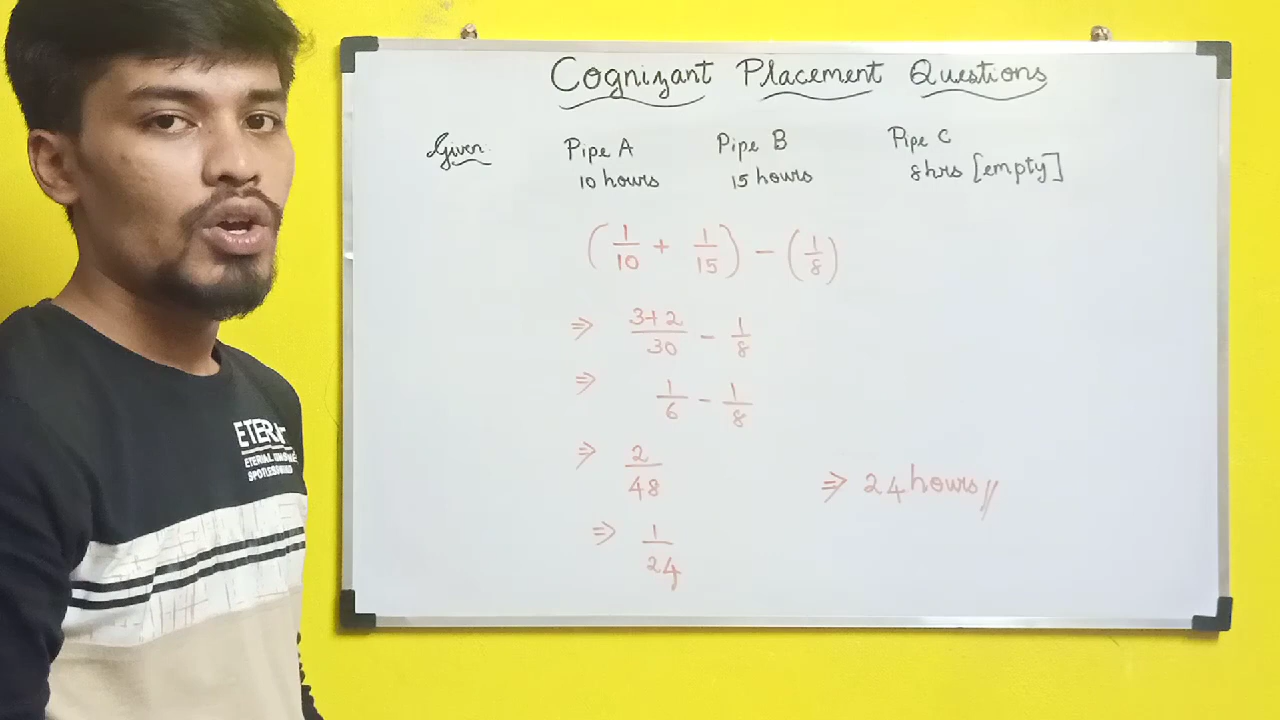 Cognizant Placement Questions
Given Pipe A Pipe B Pipe C
10 hours 15 hours 8hrs [empty]
(1/10 + 1/15) - (1/8)
⇒ 3+2/30 - 1/8
⇒ 1/6 - 1/8
⇒ 2/48 ⇒ 24 hours//
⇒ 1/24